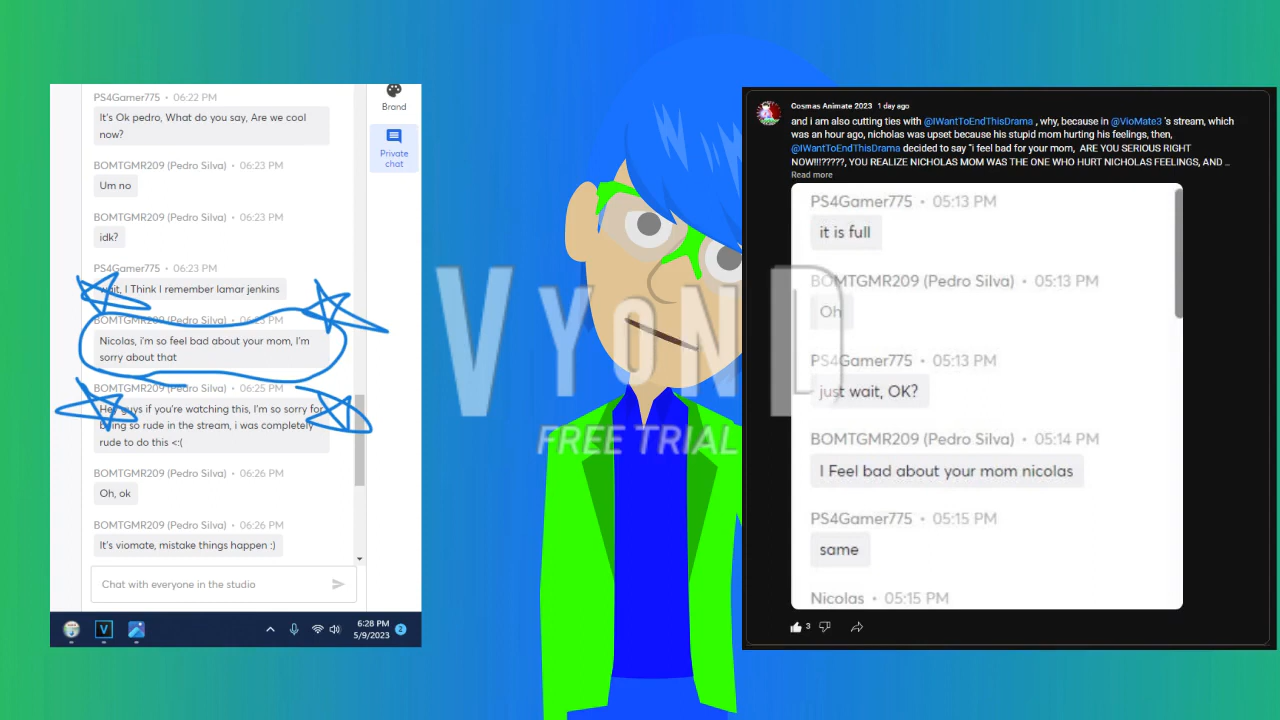 PS4Gamer775 • 06:22 PM
It's Ok pedro, What do you say, Are we cool
now?
BOMTGMR209 (Pedro Silva) • 06:23 PM
Um no
BOMTGMR209 (Pedro Silva) • 06:23 PM
idk?
PS4Gamer775 • 06:23 PM
wait, I Think I remember lamar jenkins
BOMTGMR209 (Pedro Silva) • 06:23 PM
Nicolas, i'm so feel bad about your mom, I'm
sorry about that
BOMTGMR209 (Pedro Silva) • 06:25 PM
Hey guys if you're watching this, I'm so sorry for
being so rude in the stream, i was completely
rude to do this <:(
BOMTGMR209 (Pedro Silva) • 06:26 PM
Oh, ok
BOMTGMR209 (Pedro Silva) • 06:26 PM
It's viomate, mistake things happen :)
Chat with everyone in the studio
Brand
Private
chat
V
6:28 PM
5/9/2023
2
VYOND
FREE TRIAL
Cosmas Animate 2023 1 day ago
and i am also cutting ties with @IWantToEndThisDrama , why, because in @VioMate3 's stream, which
was an hour ago, nicholas was upset because his stupid mom hurting his feelings, then,
@IWantToEndThisDrama decided to say "i feel bad for your mom, ARE YOU SERIOUS RIGHT
NOW!!!?????, YOU REALIZE NICHOLAS MOM WAS THE ONE WHO HURT NICHOLAS FEELINGS, AND ...
Read more
PS4Gamer775 • 05:13 PM
it is full
BOMTGMR209 (Pedro Silva) • 05:13 PM
Oh
PS4Gamer775 • 05:13 PM
just wait, OK?
BOMTGMR209 (Pedro Silva) • 05:14 PM
I Feel bad about your mom nicolas
PS4Gamer775 • 05:15 PM
same
Nicolas • 05:15 PM
3